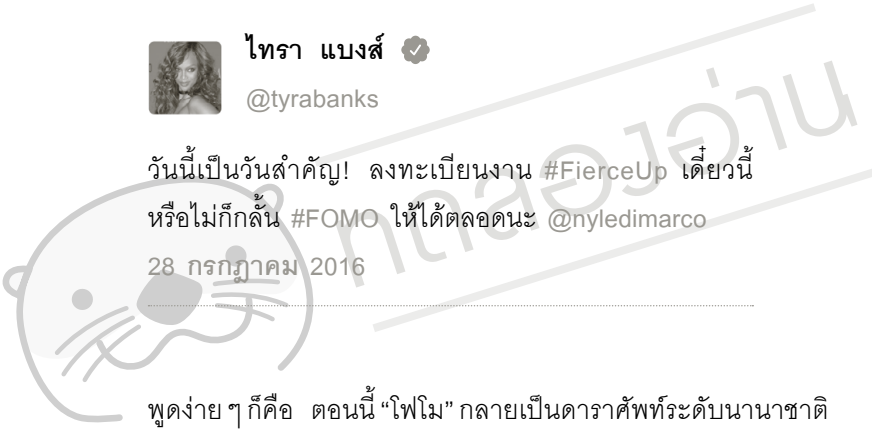 ไทรา แบงส์
@tyrabanks
วันนี้เป็นวันสำคัญ! ลงทะเบียนงาน #FierceUp เดี๋ยวนี้
หรือไม่ก็กลั้น #FOMO ให้ได้ตลอดนะ @nyledimarco
28 กรกฎาคม 2016
ทดลองอ่าน
พูดง่าย ๆ ก็คือ ตอนนี้ “โฟโม” กลายเป็นดาราศัพท์ระดับนานาชาติ